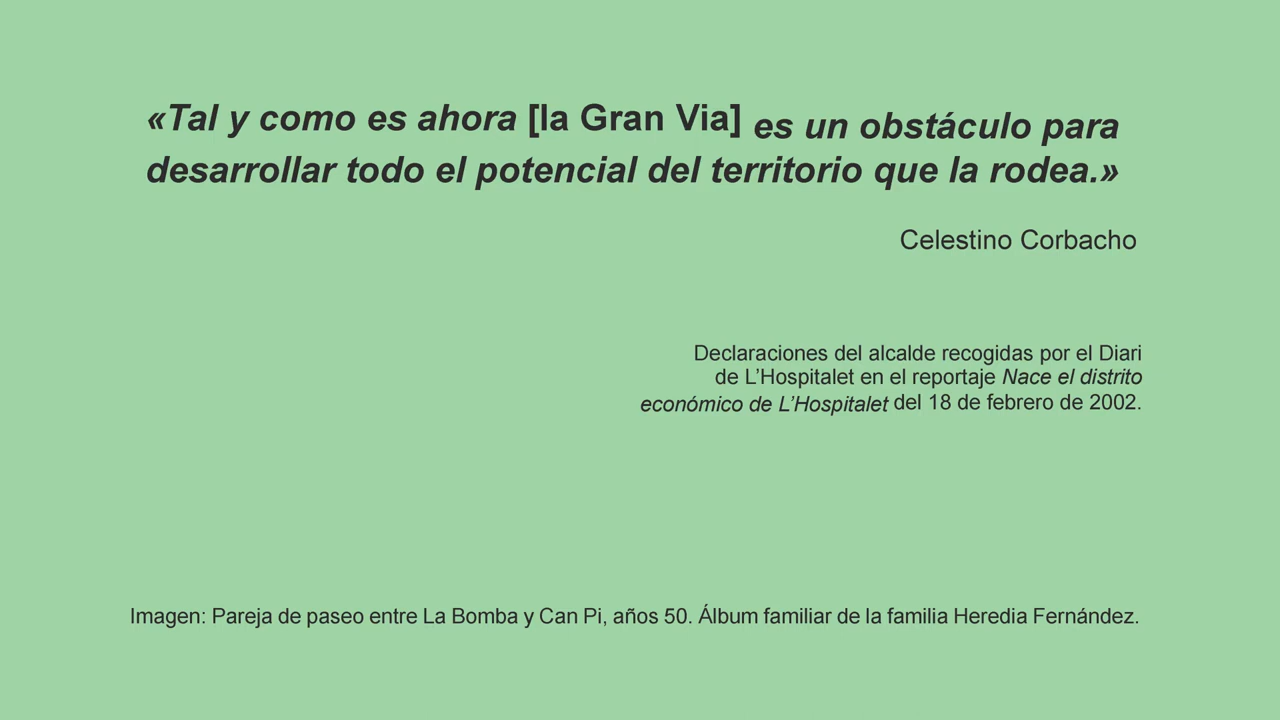 «Tal y como es ahora [la Gran Via] es un obstáculo para
desarrollar todo el potencial del territorio que la rodea.»
Celestino Corbacho
Declaraciones del alcalde recogidas por el Diari
de L’Hospitalet en el reportaje Nace el distrito
económico de L’Hospitalet del 18 de febrero de 2002.
Imagen: Pareja de paseo entre La Bomba y Can Pi, años 50. Álbum familiar de la familia Heredia Fernández.